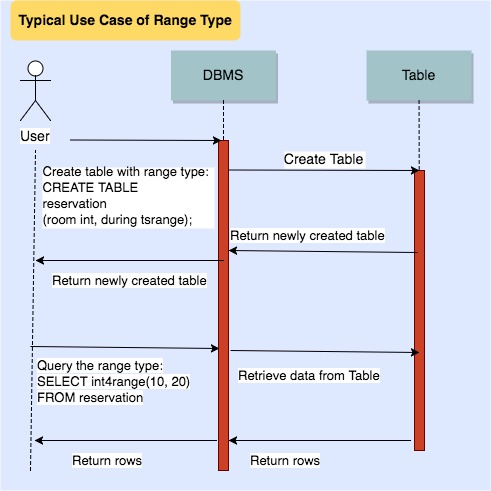 Typical Use Case of Range Type
DBMS
Table
User
Create Table
Create table with range type:
CREATE TABLE
reservation
(room int, during tsrange);
Return newly created table
Return newly created table
Query the range type:
SELECT int4range(10, 20)
FROM reservation
Retrieve data from Table
Return rows
Return rows